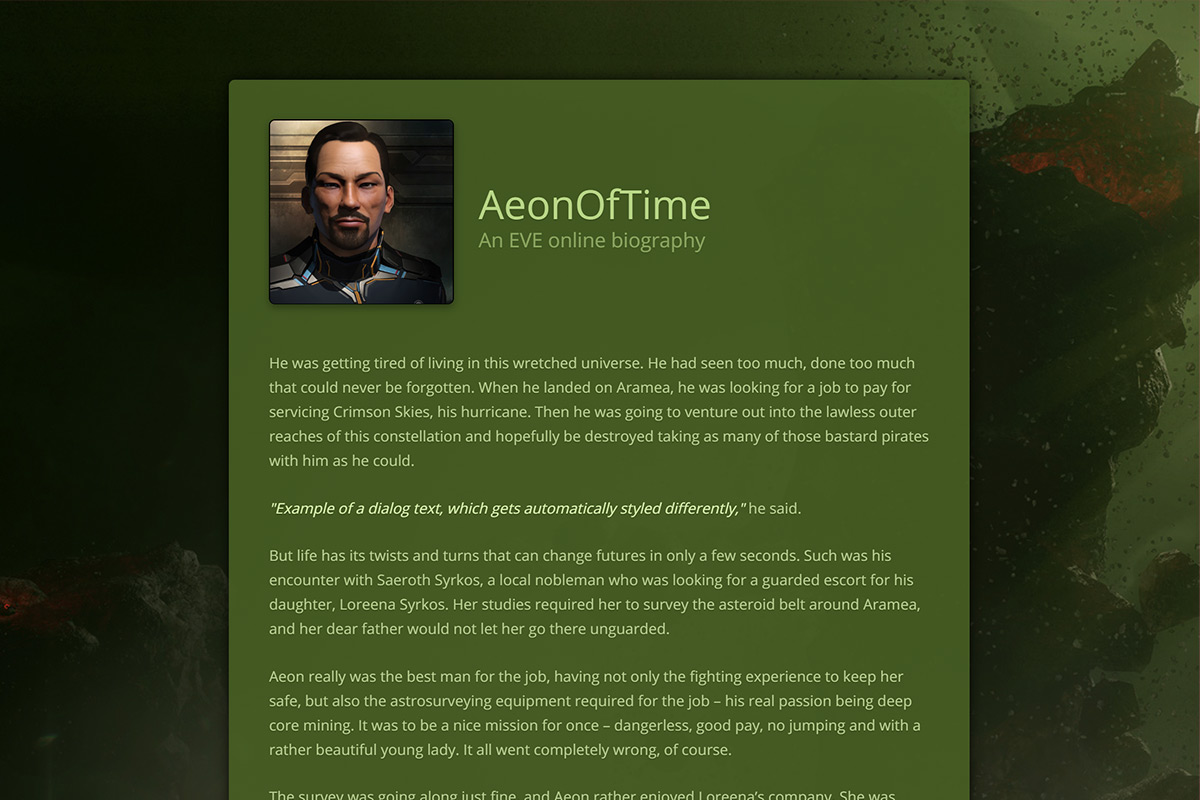 AeonOfTime
An EVE online biography
He was getting tired of living in this wretched universe. He had seen too much, done too much
that could never be forgotten. When he landed on Aramea, he was looking for a job to pay for
servicing Crimson Skies, his hurricane. Then he was going to venture out into the lawless outer
reaches of this constellation and hopefully be destroyed taking as many of those bastard pirates
with him as he could.
"Example of a dialog text, which gets automatically styled differently," he said.
But life has its twists and turns that can change futures in only a few seconds. Such was his
encounter with Saeroth Syrkos, a local nobleman who was looking for a guarded escort for his
daughter, Loreena Syrkos. Her studies required her to survey the asteroid belt around Aramea,
and her dear father would not let her go there unguarded.
Aeon really was the best man for the job, having not only the fighting experience to keep her
safe, but also the astrosurveying equipment required for the job – his real passion being deep
core mining. It was to be a nice mission for once – dangerless, good pay, no jumping and with a
rather beautiful young lady. It all went completely wrong, of course.
The survey was going along just fine, and Aeon rather enjoyed Loreena's company. She was